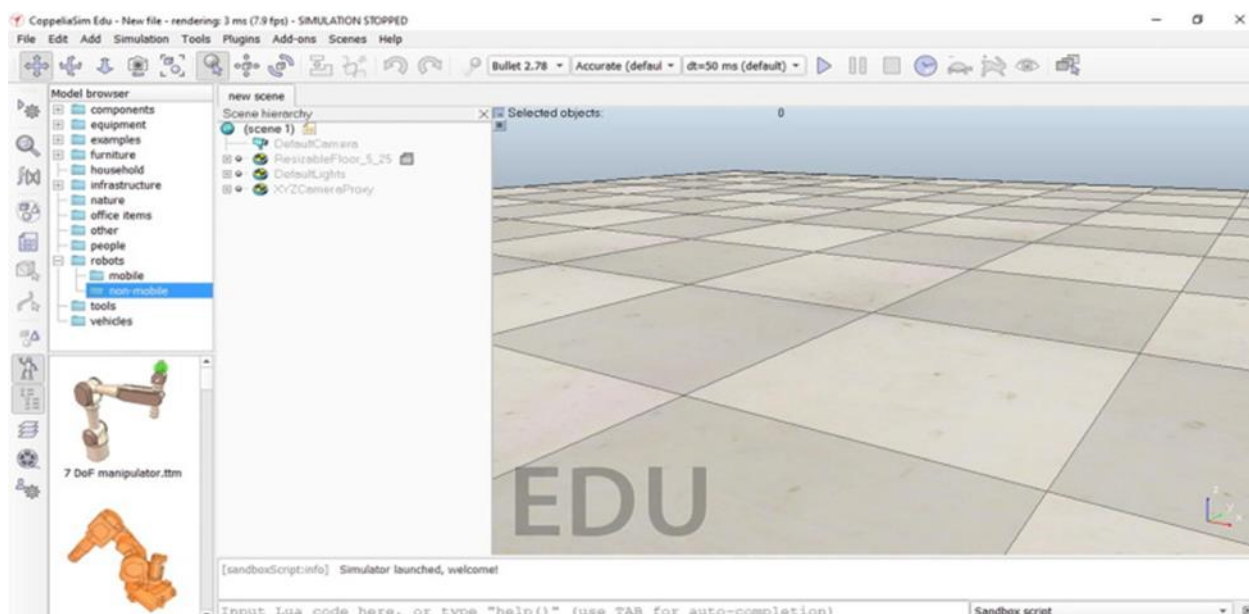 CoppeliaSim Edu - New file - rendering: 3 ms (7.9 fps) - SIMULATION STOPPED
File Edit Add Simulation Tools Plugins Add-ons Scenes Help
Bullet 2.78 Accurate (defaul dt=50 ms (default)
Model browser
components
equipment
examples
furniture
household
infrastructure
nature
office items
other
people
robots
mobile
non-mobile
tools
vehicles
7 DoF manipulator.ttm
new scene
Scene hierarchy
(scene 1)
DefaultCamera
ResizableFloor_5_25
DefaultLights
XYZCameraProxy
Selected objects: 0
EDU
z
y
x
[sandboxScript:info] Simulator launched, welcome!
Input Lua code here, or type "help()" (use TAB for auto-completion)
Sandbox script